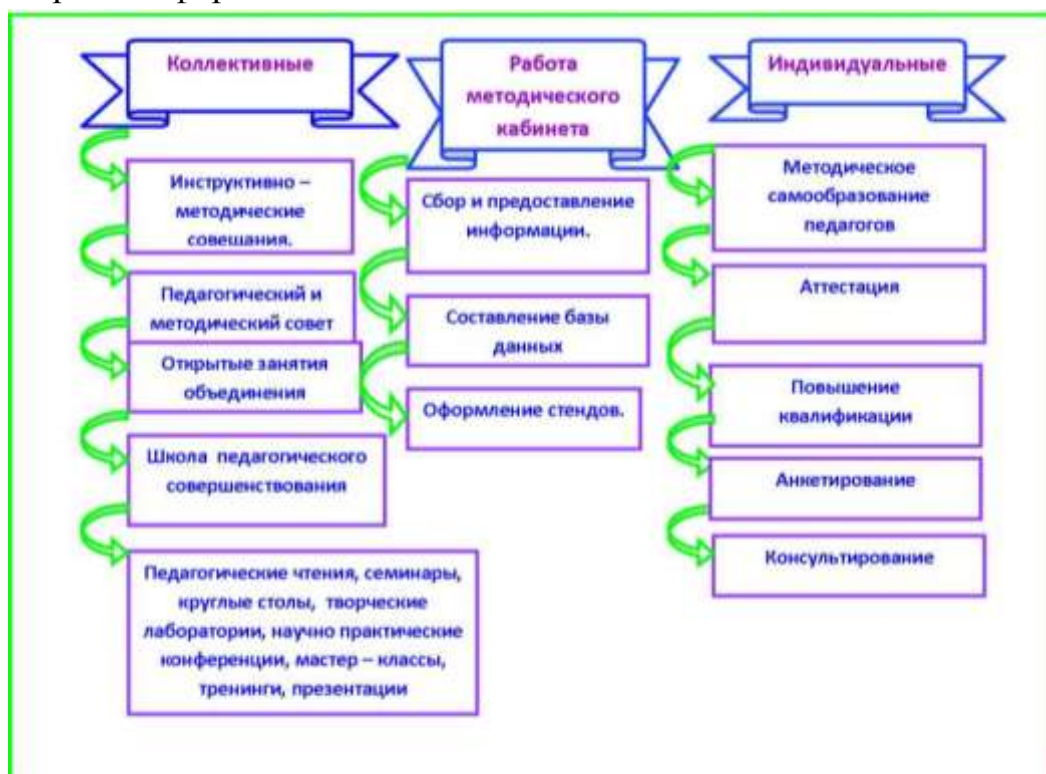 Коллективные
Инструктивно –
методические
совешания.
Педагогический и
методический совет
Открытые занятия
объединения
Школа педагогического
совершенствования
Педагогические чтения, семинары,
круглые столы, творческие
лаборатории, научно практические
конференции, мастер – классы,
тренинги, презентации
Работа
методического
кабинета
Сбор и предоставление
информации.
Составление базы
данных
Оформление стендов.
Индивидуальные
Методическое
самообразование
педагогов
Аттестация
Повышение
квалификации
Анкетирование
Консультирование